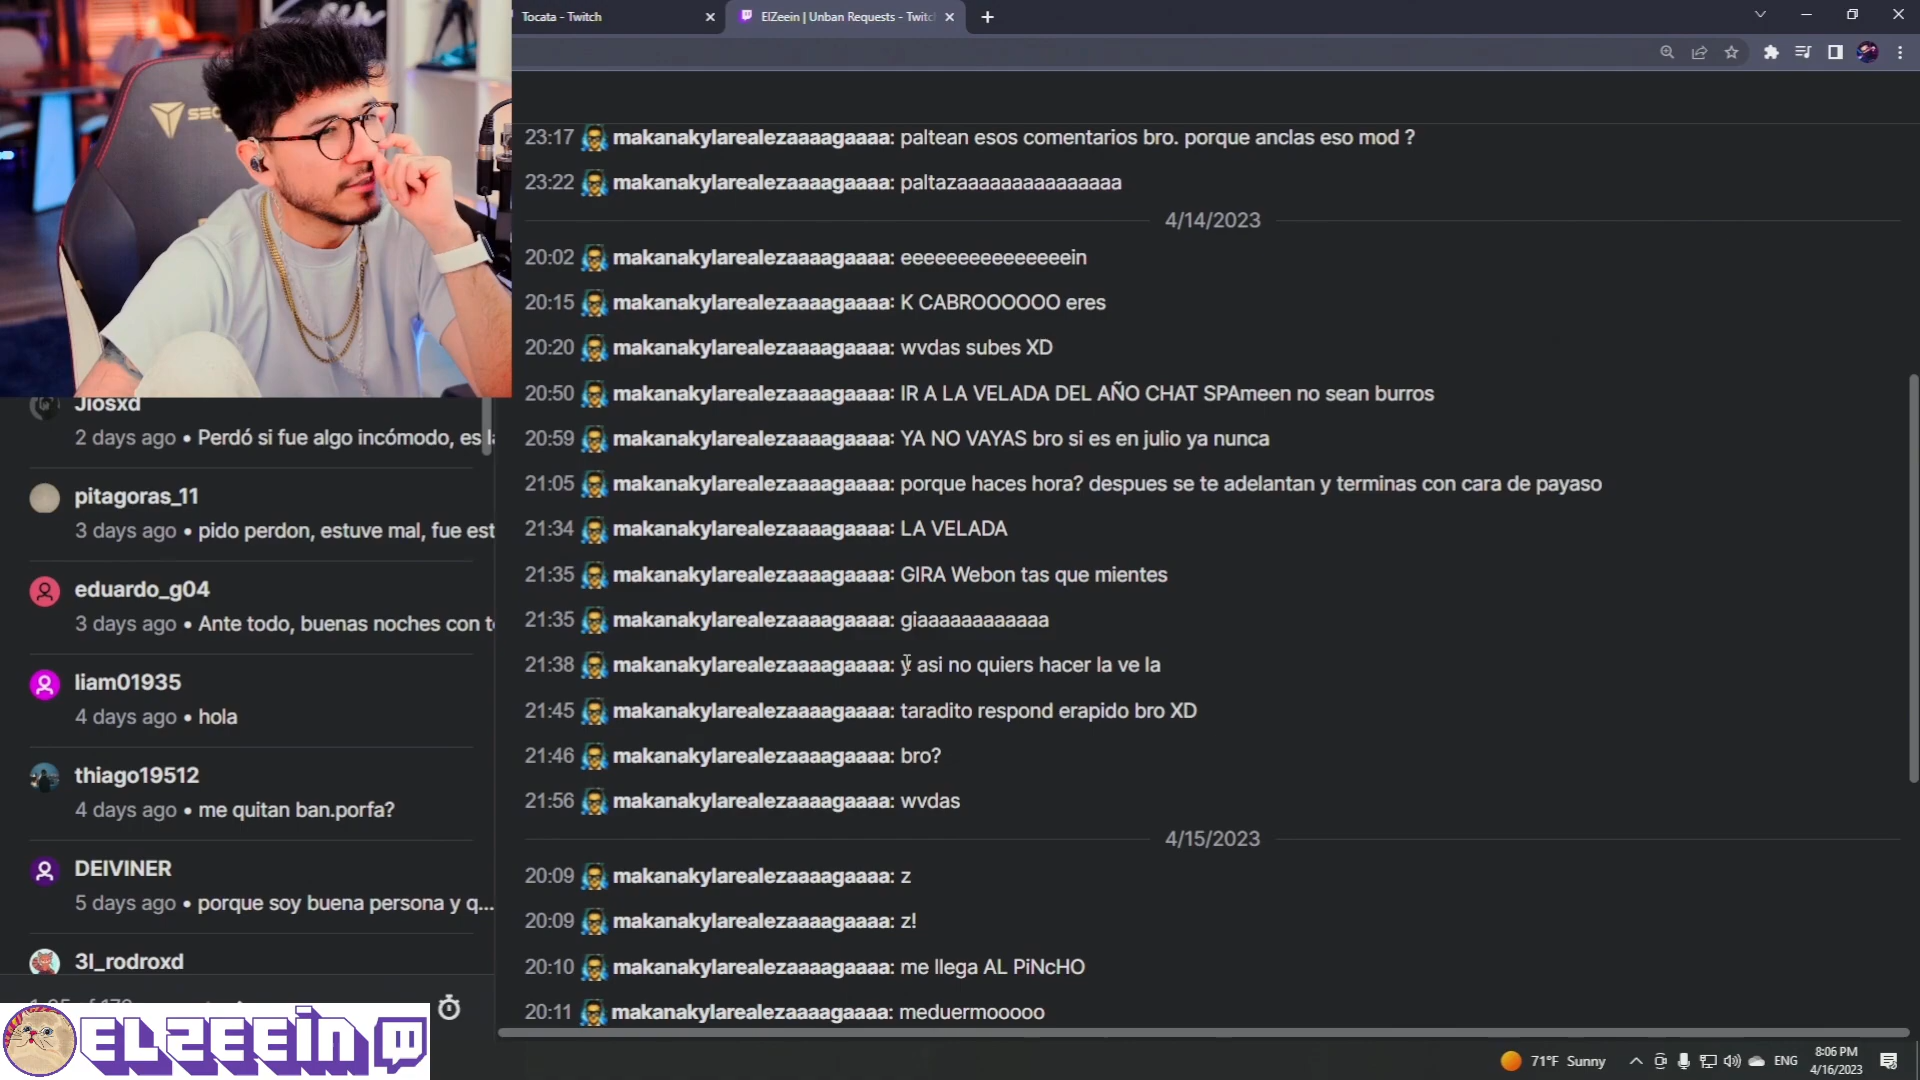 Tocata - Twitch
ElZeein | Unban Requests - Twitc
SEC
23:17 makanakylarealezaaaagaaaa: paltean esos comentarios bro. porque anclas eso mod ?
23:22 makanakylarealezaaaagaaaa: paltazaaaaaaaaaaaaaaa
4/14/2023
20:02 makanakylarealezaaaagaaaa: eeeeeeeeeeeeeeein
20:15 makanakylarealezaaaagaaaa: K CABROOOOOO eres
20:20 makanakylarealezaaaagaaaa: wvdas subes XD
20:50 makanakylarealezaaaagaaaa: IR A LA VELADA DEL AÑO CHAT SPAmeen no sean burros
20:59 makanakylarealezaaaagaaaa: YA NO VAYAS bro si es en julio ya nunca
21:05 makanakylarealezaaaagaaaa: porque haces hora? despues se te adelantan y terminas con cara de payaso
21:34 makanakylarealezaaaagaaaa: LA VELADA
21:35 makanakylarealezaaaagaaaa: GIRA Webon tas que mientes
21:35 makanakylarealezaaaagaaaa: giaaaaaaaaaaaa
21:38 makanakylarealezaaaagaaaa: y asi no quiers hacer la ve la
21:45 makanakylarealezaaaagaaaa: taradito respond erapido bro XD
21:46 makanakylarealezaaaagaaaa: bro?
21:56 makanakylarealezaaaagaaaa: wvdas
4/15/2023
20:09 makanakylarealezaaaagaaaa: z
20:09 makanakylarealezaaaagaaaa: z!
20:10 makanakylarealezaaaagaaaa: me llega AL PiNcHO
20:11 makanakylarealezaaaagaaaa: meduermooooo
Jiosxd
2 days ago • Perdó si fue algo incómodo, es la
pitagoras_11
3 days ago • pido perdon, estuve mal, fue est
eduardo_g04
3 days ago • Ante todo, buenas noches con t
liam01935
4 days ago • hola
thiago19512
4 days ago • me quitan ban.porfa?
DEIVINER
5 days ago • porque soy buena persona y q...
3l_rodroxd
ELZEEIN
71°F Sunny
ENG
8:06 PM
4/16/2023